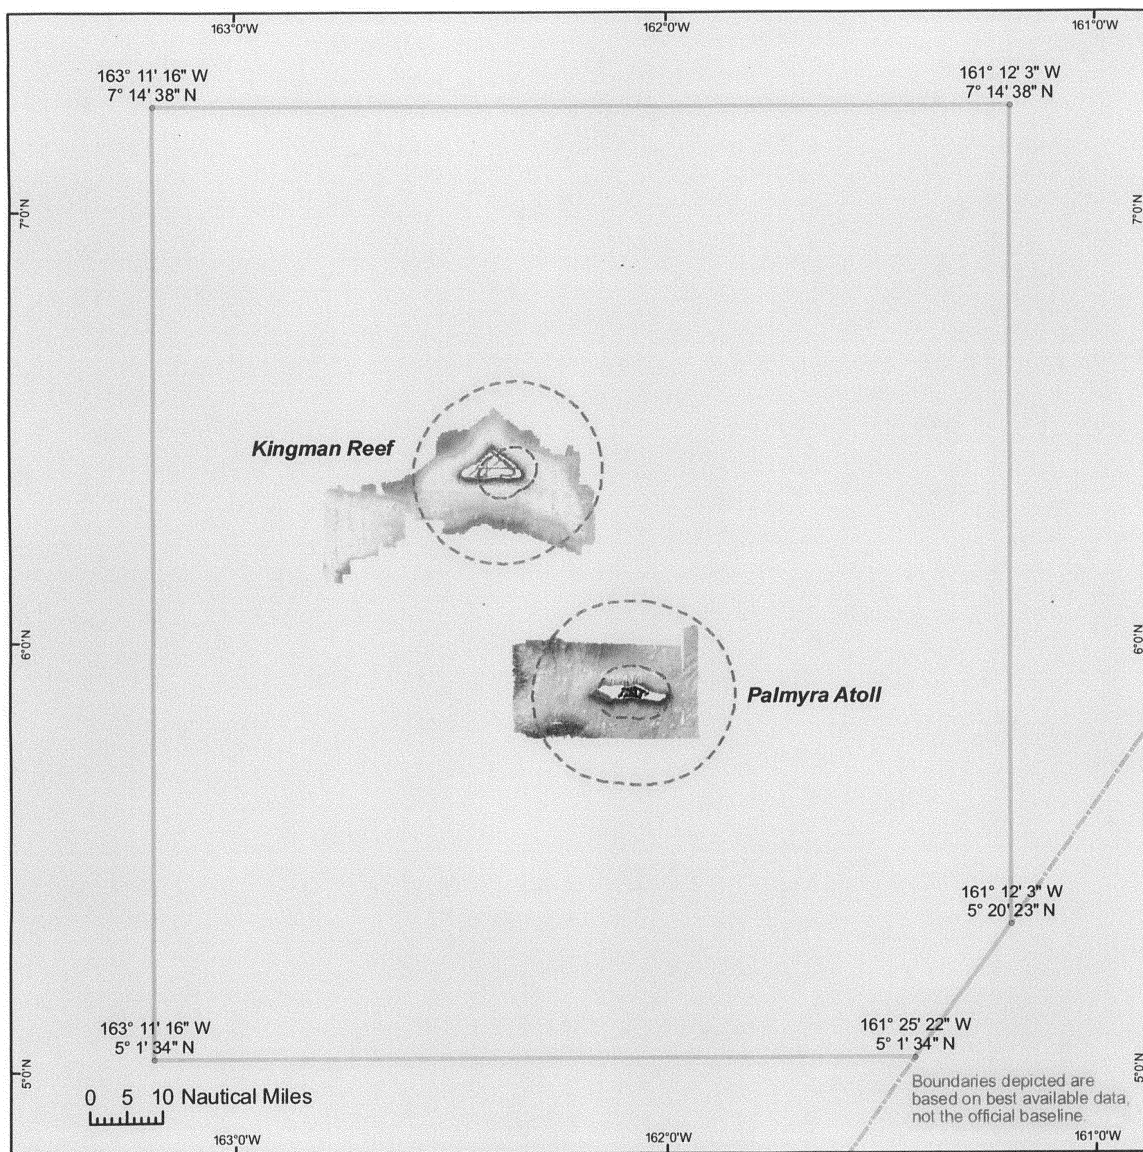 163°0'W
162°0'W
161°0'W
163° 11' 16" W
7° 14' 38" N
161° 12' 3" W
7° 14' 38" N
7°0'N
7°0'N
Kingman Reef
6°0'N
6°0'N
Palmyra Atoll
161° 12' 3" W
5° 20' 23" N
163° 11' 16" W
5° 1' 34" N
161° 25' 22" W
5° 1' 34" N
5°0'N
5°0'N
0 5 10 Nautical Miles
Boundaries depicted are
based on best available data,
not the official baseline.
163°0'W
162°0'W
161°0'W